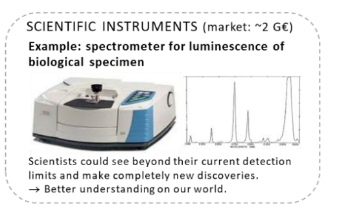 SCIENTIFIC INSTRUMENTS (market: ~2 G€)
Example: spectrometer for luminescence of
biological specimen
Scientists could see beyond their current detection
limits and make completely new discoveries.
→ Better understanding on our world.